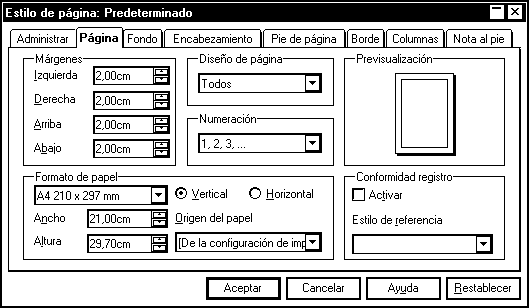 Estilo de página: Predeterminado
Administrar Página Fondo Encabezamiento Pie de página Borde Columnas Nota al pie
Márgenes
Izquierda 2,00cm
Derecha 2,00cm
Arriba 2,00cm
Abajo 2,00cm
Diseño de página
Todos
Numeración
1, 2, 3, ...
Previsualización
Formato de papel
A4 210 x 297 mm Vertical Horizontal
Ancho 21,00cm Origen del papel
Altura 29,70cm [De la configuración de imp
Conformidad registro
Activar
Estilo de referencia
Aceptar Cancelar Ayuda Restablecer